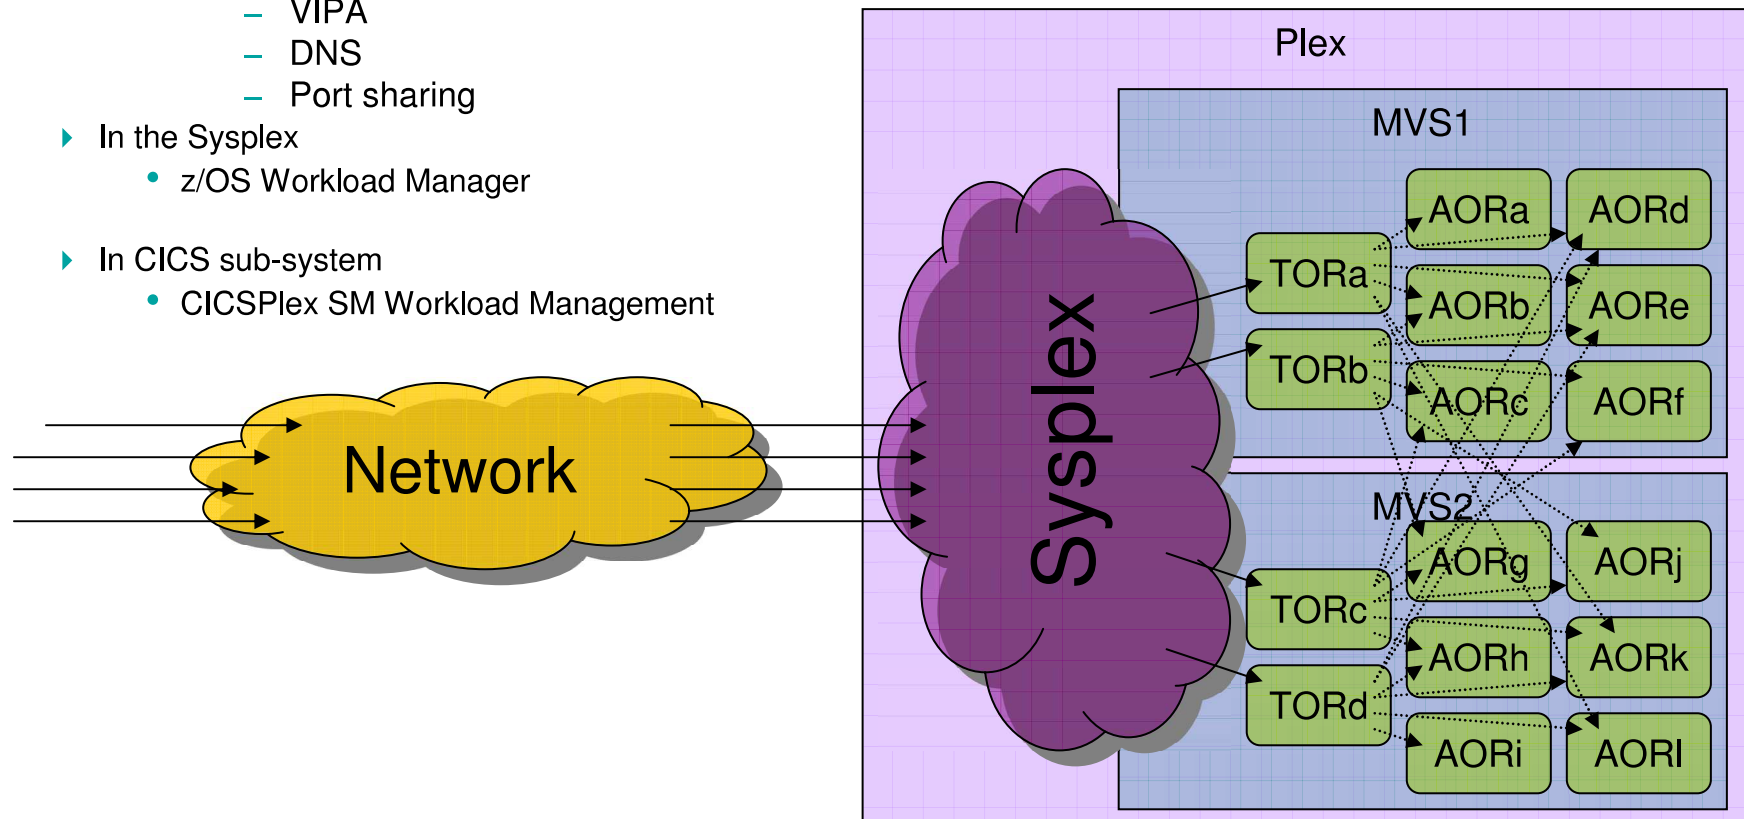 – VIPA
– DNS
– Port sharing
In the Sysplex
• z/OS Workload Manager
In CICS sub-system
• CICSPlex SM Workload Management
Network
Sysplex
Plex
MVS1
AORa
AORd
TORa
AORb
AORe
TORb
AORc
AORf
MVS2
AORg
AORj
TORc
AORh
AORk
TORd
AORi
AORl